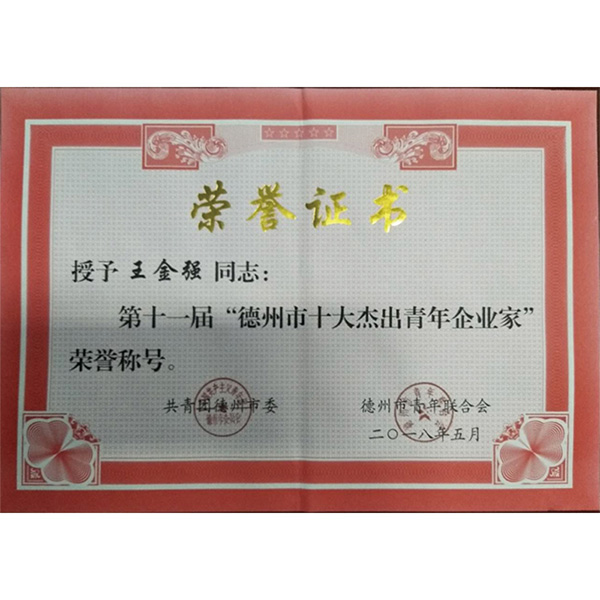 荣誉证书
授予王金强同志：
第十一届“德州市十大杰出青年企业家”
荣誉称号。
共青团德州市委 德州市青年联合会
二〇一八年五月